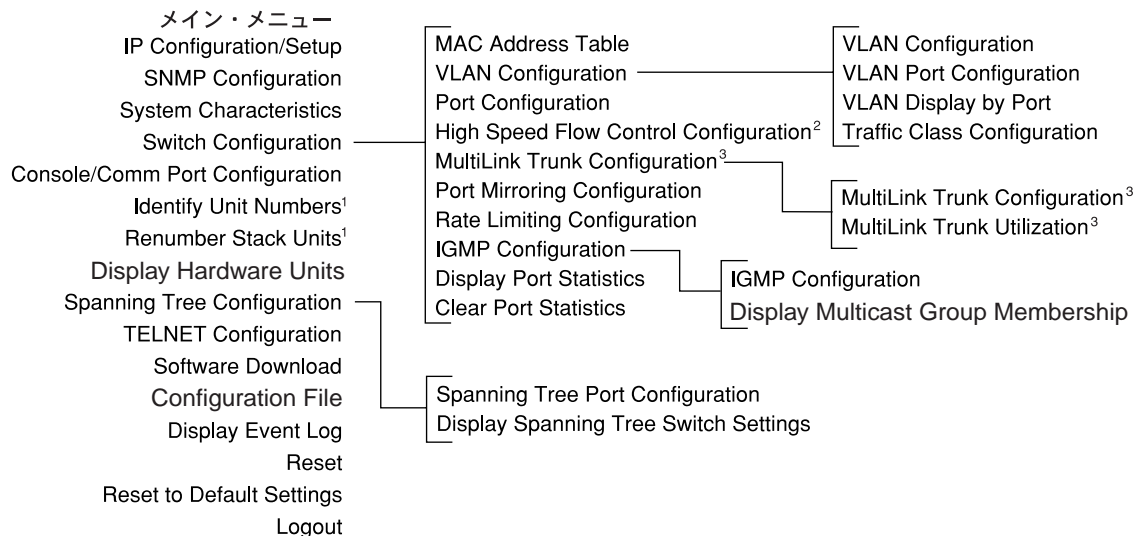 メイン・メニュー
IP Configuration/Setup
SNMP Configuration
System Characteristics
Switch Configuration
Console/Comm Port Configuration
Identify Unit Numbers¹
Renumber Stack Units¹
Display Hardware Units
Spanning Tree Configuration
TELNET Configuration
Software Download
Configuration File
Display Event Log
Reset
Reset to Default Settings
Logout
MAC Address Table
VLAN Configuration
Port Configuration
High Speed Flow Control Configuration²
MultiLink Trunk Configuration³
Port Mirroring Configuration
Rate Limiting Configuration
IGMP Configuration
Display Port Statistics
Clear Port Statistics
VLAN Configuration
VLAN Port Configuration
VLAN Display by Port
Traffic Class Configuration
MultiLink Trunk Configuration³
MultiLink Trunk Utilization³
IGMP Configuration
Display Multicast Group Membership
Spanning Tree Port Configuration
Display Spanning Tree Switch Settings